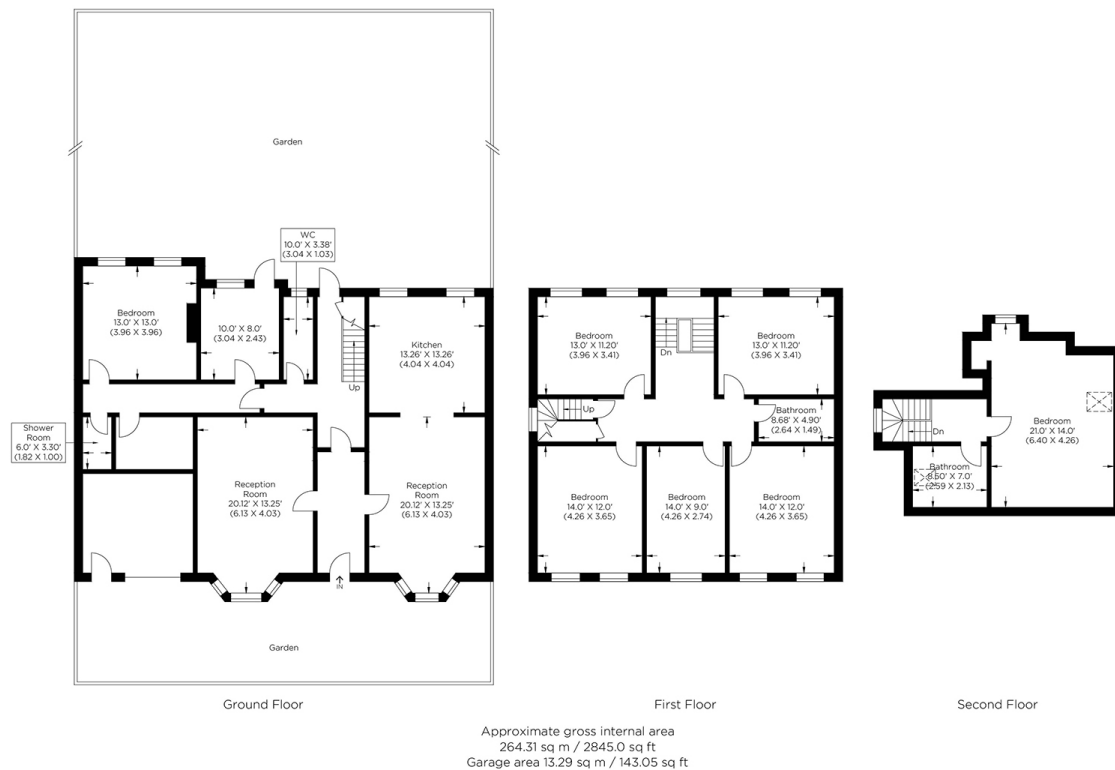 Garden
WC
10.0' X 3.38'
(3.04 X 1.03)
Bedroom
13.0' X 13.0'
(3.96 X 3.96)
10.0' X 8.0'
(3.04 X 2.43)
Kitchen
13.26' X 13.26'
(4.04 X 4.04)
Up
Shower
Room
6.0' X 3.30'
(1.82 X 1.00)
Reception
Room
20.12' X 13.25'
(6.13 X 4.03)
Reception
Room
20.12' X 13.25'
(6.13 X 4.03)
IN
Garden
Ground Floor
Bedroom
13.0' X 11.20'
(3.96 X 3.41)
Dn
Bedroom
13.0' X 11.20'
(3.96 X 3.41)
Up
Bathroom
8.68' X 4.90'
(2.64 X 1.49)
Bedroom
14.0' X 12.0'
(4.26 X 3.65)
Bedroom
14.0' X 9.0'
(4.26 X 2.74)
Bedroom
14.0' X 12.0'
(4.26 X 3.65)
First Floor
Dn
Bedroom
21.0' X 14.0'
(6.40 X 4.26)
Bathroom
8.50' X 7.0'
(2.59 X 2.13)
Second Floor
Approximate gross internal area
264.31 sq m / 2845.0 sq ft
Garage area 13.29 sq m / 143.05 sq ft